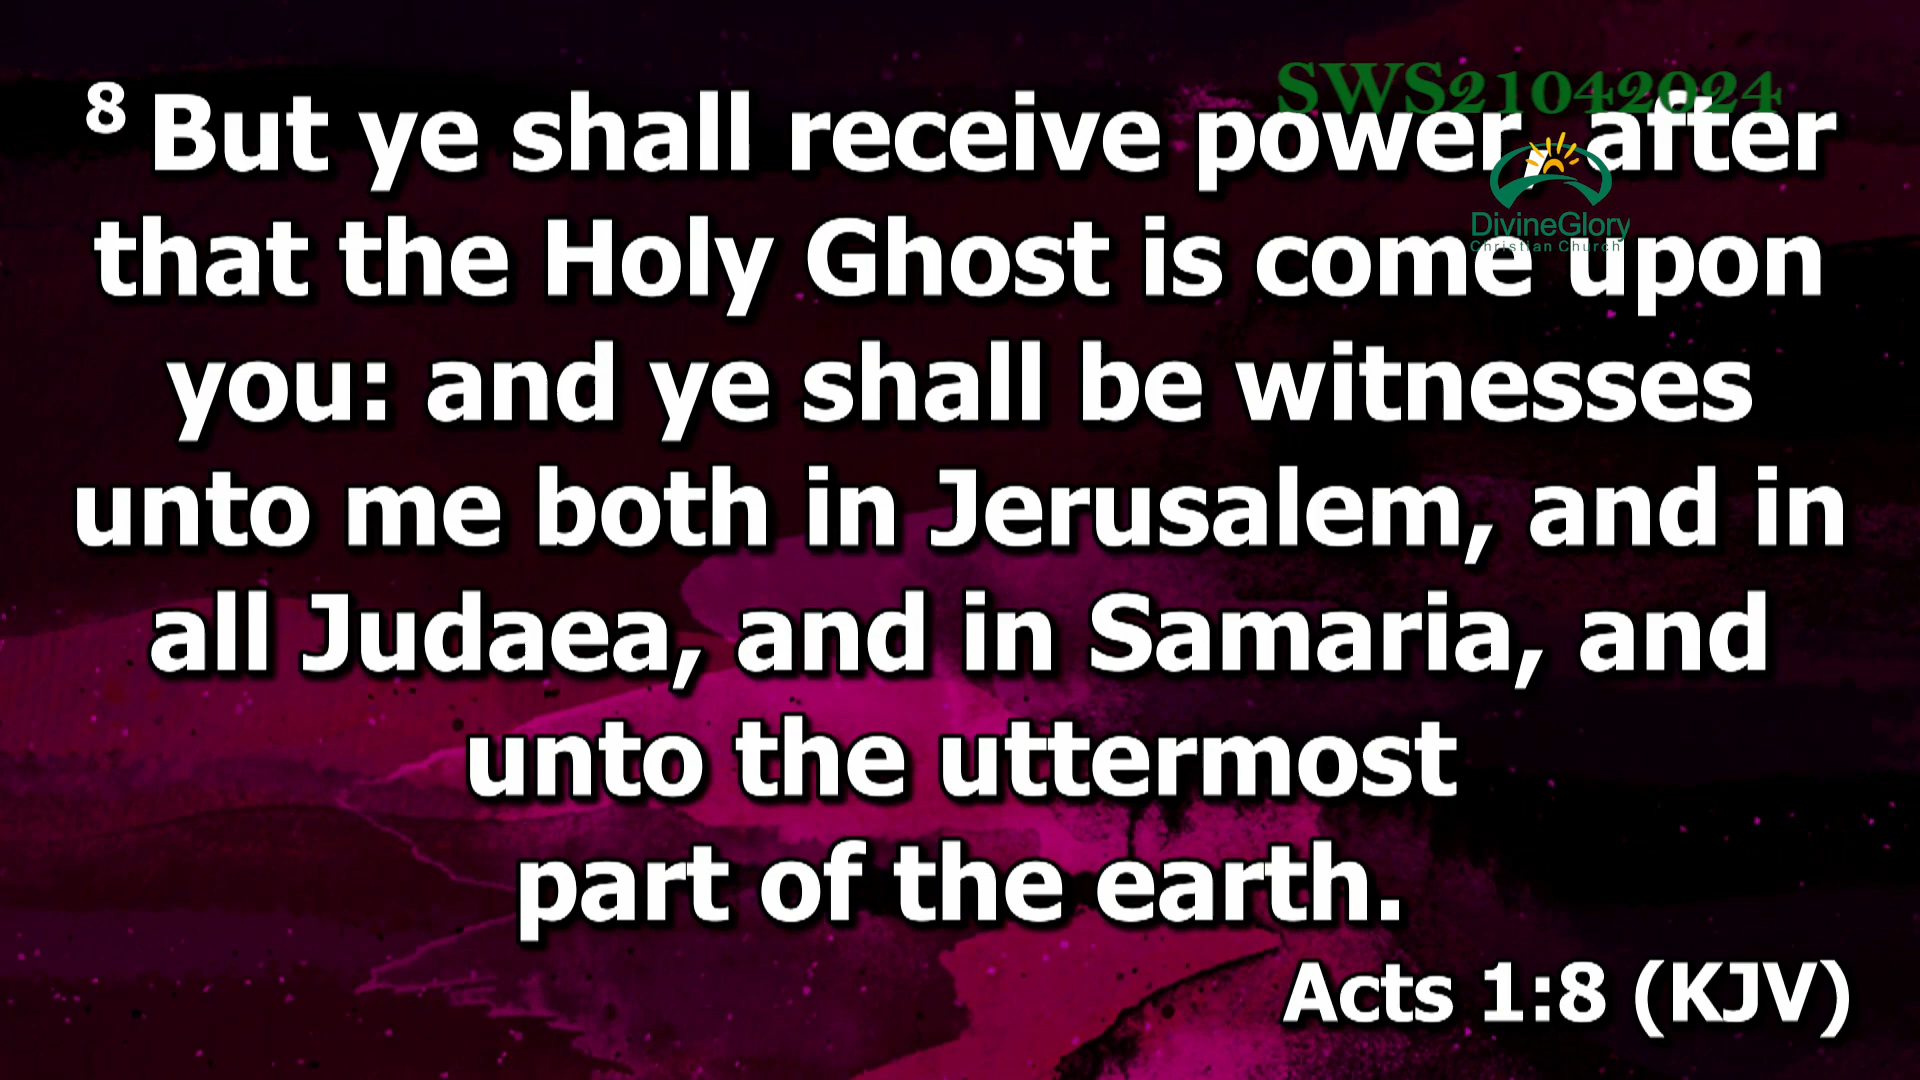 SWS21042024
8 But ye shall receive power, after
DivineGlory
Christian Church
that the Holy Ghost is come upon
you: and ye shall be witnesses
unto me both in Jerusalem, and in
all Judaea, and in Samaria, and
unto the uttermost
part of the earth.
Acts 1:8 (KJV)